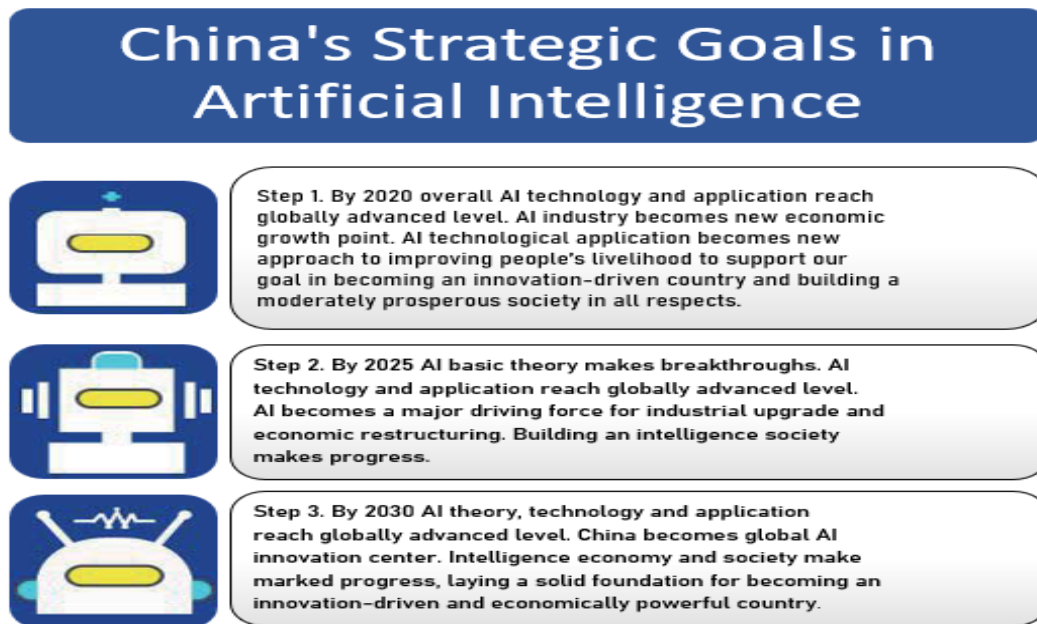 China's Strategic Goals in
Artificial Intelligence
Step 1. By 2020 overall AI technology and application reach
globally advanced level. AI industry becomes new economic
growth point. AI technological application becomes new
approach to improving people's livelihood to support our
goal in becoming an innovation-driven country and building a
moderately prosperous society in all respects.
Step 2. By 2025 AI basic theory makes breakthroughs. AI
technology and application reach globally advanced level.
AI becomes a major driving force for industrial upgrade and
economic restructuring. Building an intelligence society
makes progress.
Step 3. By 2030 AI theory, technology and application
reach globally advanced level. China becomes global AI
innovation center. Intelligence economy and society make
marked progress, laying a solid foundation for becoming an
innovation-driven and economically powerful country.